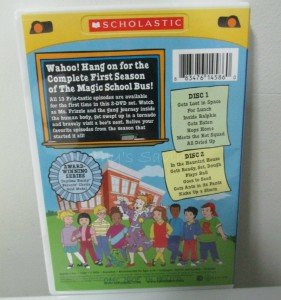 SCHOLASTIC
Wahoo! Hang on for the
Complete First Season
of The Magic School Bus!
All 13 Friz-tastic episodes are available
for the first time in this 2-DVD set. Watch
as Ms. Frizzle and the gang journey inside
the human body, get swept up in a tornado
and bravely visit a bee's nest. Relive your
favorite episodes from the season that
started it all!
DISC 1
Gets Lost in Space
For Lunch
Inside Ralphie
Gets Eaten
Hops Home
Meets the Rot Squad
All Dried Up
DISC 2
In the Haunted House
Gets Ready, Set, Dough
Plays Ball
Goes to Seed
Gets Ants in Its Pants
Kicks Up a Storm
AWARD
WINNING
SERIES